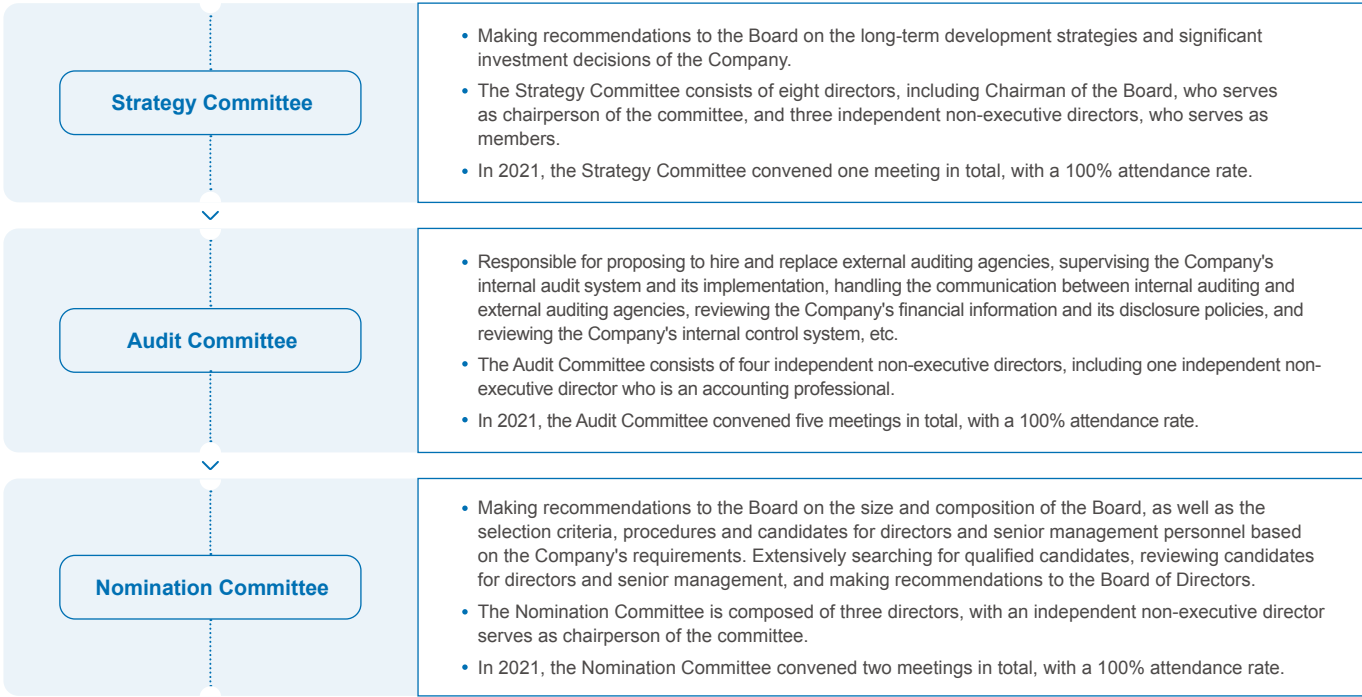 Strategy Committee
• Making recommendations to the Board on the long-term development strategies and significant
investment decisions of the Company.
• The Strategy Committee consists of eight directors, including Chairman of the Board, who serves
as chairperson of the committee, and three independent non-executive directors, who serves as
members.
• In 2021, the Strategy Committee convened one meeting in total, with a 100% attendance rate.
Audit Committee
• Responsible for proposing to hire and replace external auditing agencies, supervising the Company's
internal audit system and its implementation, handling the communication between internal auditing and
external auditing agencies, reviewing the Company's financial information and its disclosure policies, and
reviewing the Company's internal control system, etc.
• The Audit Committee consists of four independent non-executive directors, including one independent non-
executive director who is an accounting professional.
• In 2021, the Audit Committee convened five meetings in total, with a 100% attendance rate.
Nomination Committee
• Making recommendations to the Board on the size and composition of the Board, as well as the
selection criteria, procedures and candidates for directors and senior management personnel based
on the Company's requirements. Extensively searching for qualified candidates, reviewing candidates
for directors and senior management, and making recommendations to the Board of Directors.
• The Nomination Committee is composed of three directors, with an independent non-executive director
serves as chairperson of the committee.
• In 2021, the Nomination Committee convened two meetings in total, with a 100% attendance rate.